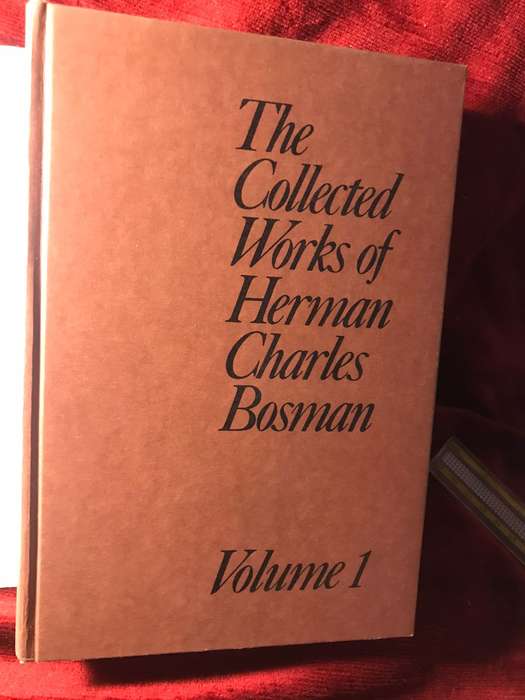 The
Collected
Works of
Herman
Charles
Bosman
Volume 1